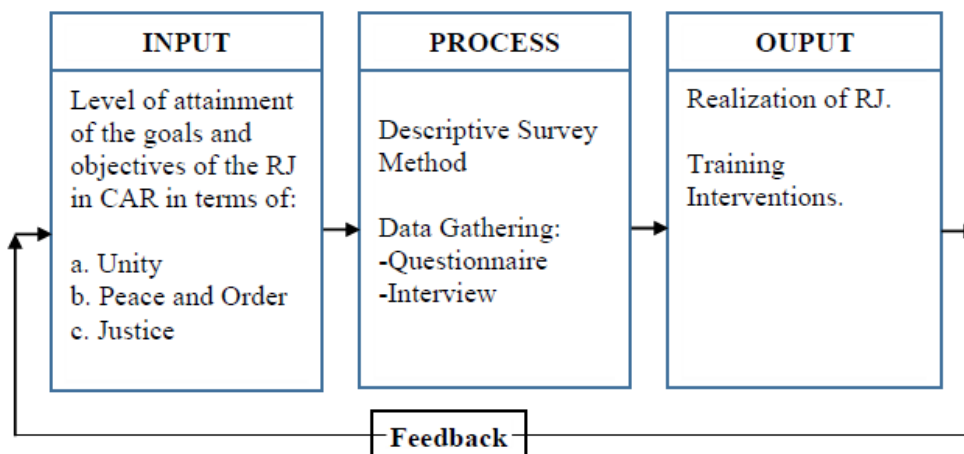 INPUT
Level of attainment
of the goals and
objectives of the RJ
in CAR in terms of:
a. Unity
b. Peace and Order
c. Justice
PROCESS
Descriptive Survey
Method
Data Gathering:
-Questionnaire
-Interview
OUPUT
Realization of RJ.
Training
Interventions.
Feedback